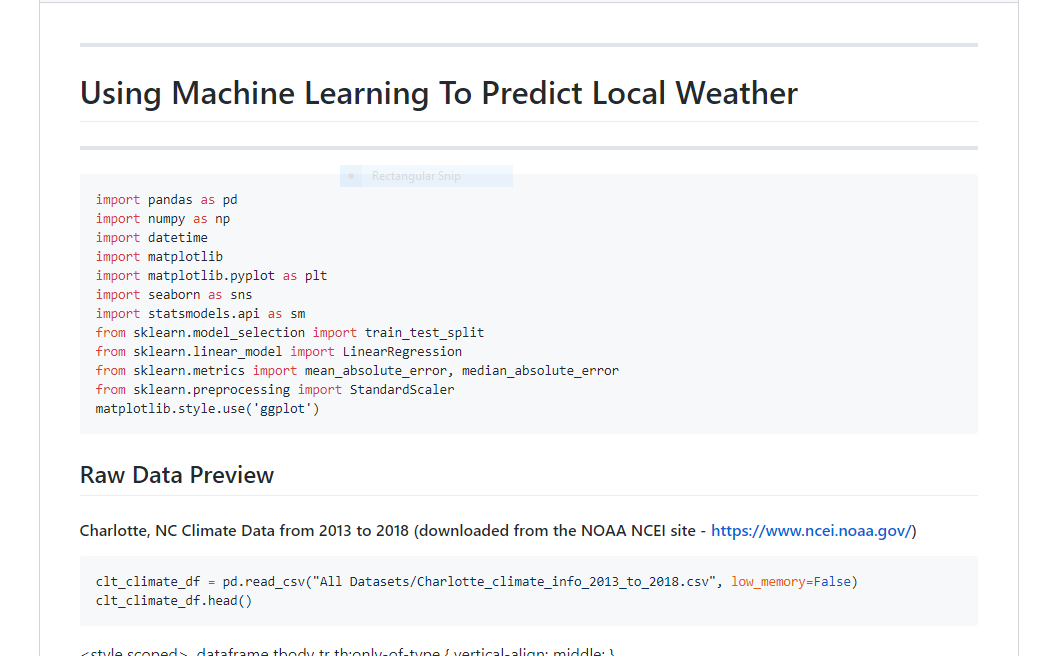 Using Machine Learning To Predict Local Weather
Rectangular Snip
import pandas as pd
import numpy as np
import datetime
import matplotlib
import matplotlib.pyplot as plt
import seaborn as sns
import statsmodels.api as sm
from sklearn.model_selection import train_test_split
from sklearn.linear_model import LinearRegression
from sklearn.metrics import mean_absolute_error, median_absolute_error
from sklearn.preprocessing import StandardScaler
matplotlib.style.use('ggplot')
Raw Data Preview
Charlotte, NC Climate Data from 2013 to 2018 (downloaded from the NOAA NCEI site - https://www.ncei.noaa.gov/)
clt_climate_df = pd.read_csv("All Datasets/Charlotte_climate_info_2013_to_2018.csv", low_memory=False)
clt_climate_df.head()
<style scoped> .dataframe tbody tr th:only-of-type { vertical-align: middle; }